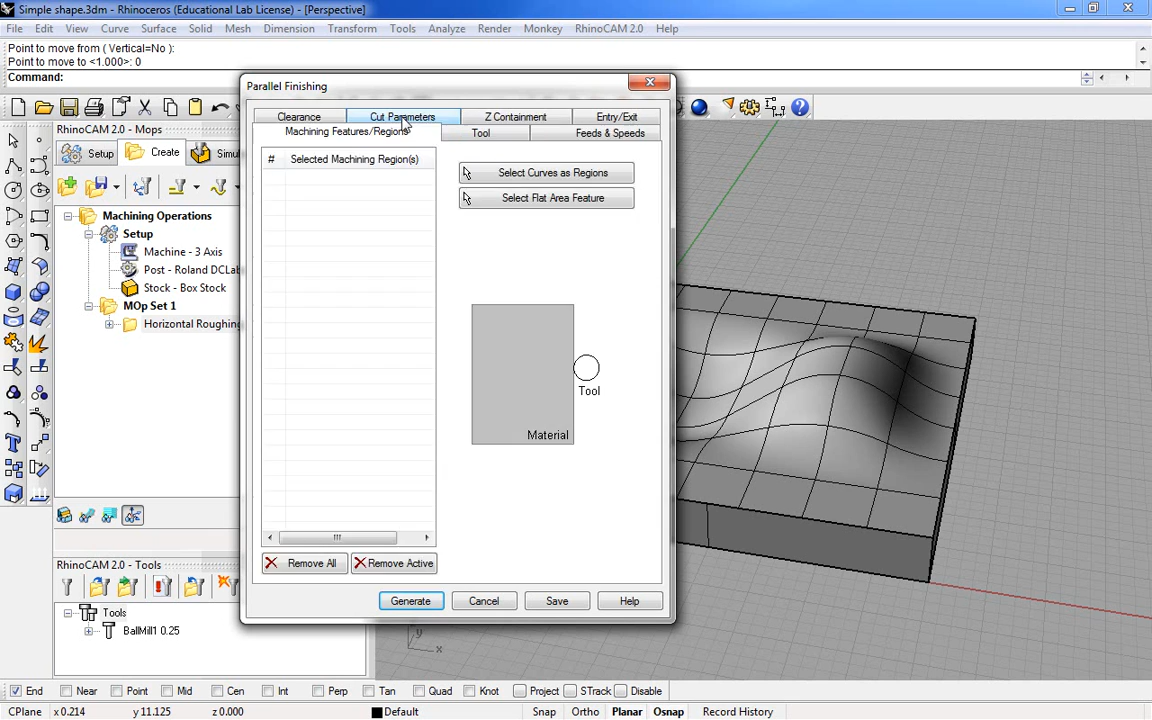 Simple shape.3dm - Rhinoceros (Educational Lab License) - [Perspective]
File Edit View Curve Surface Solid Mesh Dimension Transform Tools Analyze Render Monkey RhinoCAM 2.0 Help
Point to move from ( Vertical=No ):
Point to move to <1.000>: 0
Command:
Parallel Finishing
Clearance Cut Parameters Z Containment Entry/Exit
Machining Features/Regions Tool Feeds & Speeds
# Selected Machining Region(s)
Select Curves as Regions
Select Flat Area Feature
Tool
Material
Remove All Remove Active
Generate Cancel Save Help
RhinoCAM 2.0 - Mops
Setup Create
Machining Operations
Setup
Machine - 3 Axis
Post - Roland DCLab
Stock - Box Stock
MOp Set 1
Horizontal Roughing
RhinoCAM 2.0 - Tools
Tools
BallMill1 0.25
y
x
End Near Point Mid Cen Int Perp Tan Quad Knot Project STrack Disable
CPlane x 0.214 y 11.125 z 0.000 Default Snap Ortho Planar Osnap Record History